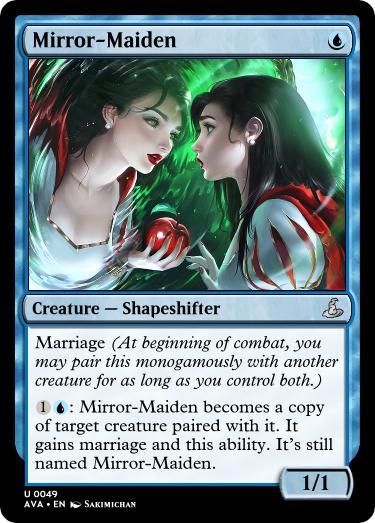 Mirror-Maiden
Creature — Shapeshifter
Marriage (At beginning of combat, you
may pair this monogamously with another
creature for as long as you control both.)
1: Mirror-Maiden becomes a copy
of target creature paired with it. It
gains marriage and this ability. It's still
named Mirror-Maiden.
1/1
U 0049
AVA • EN SAKIMICHAN